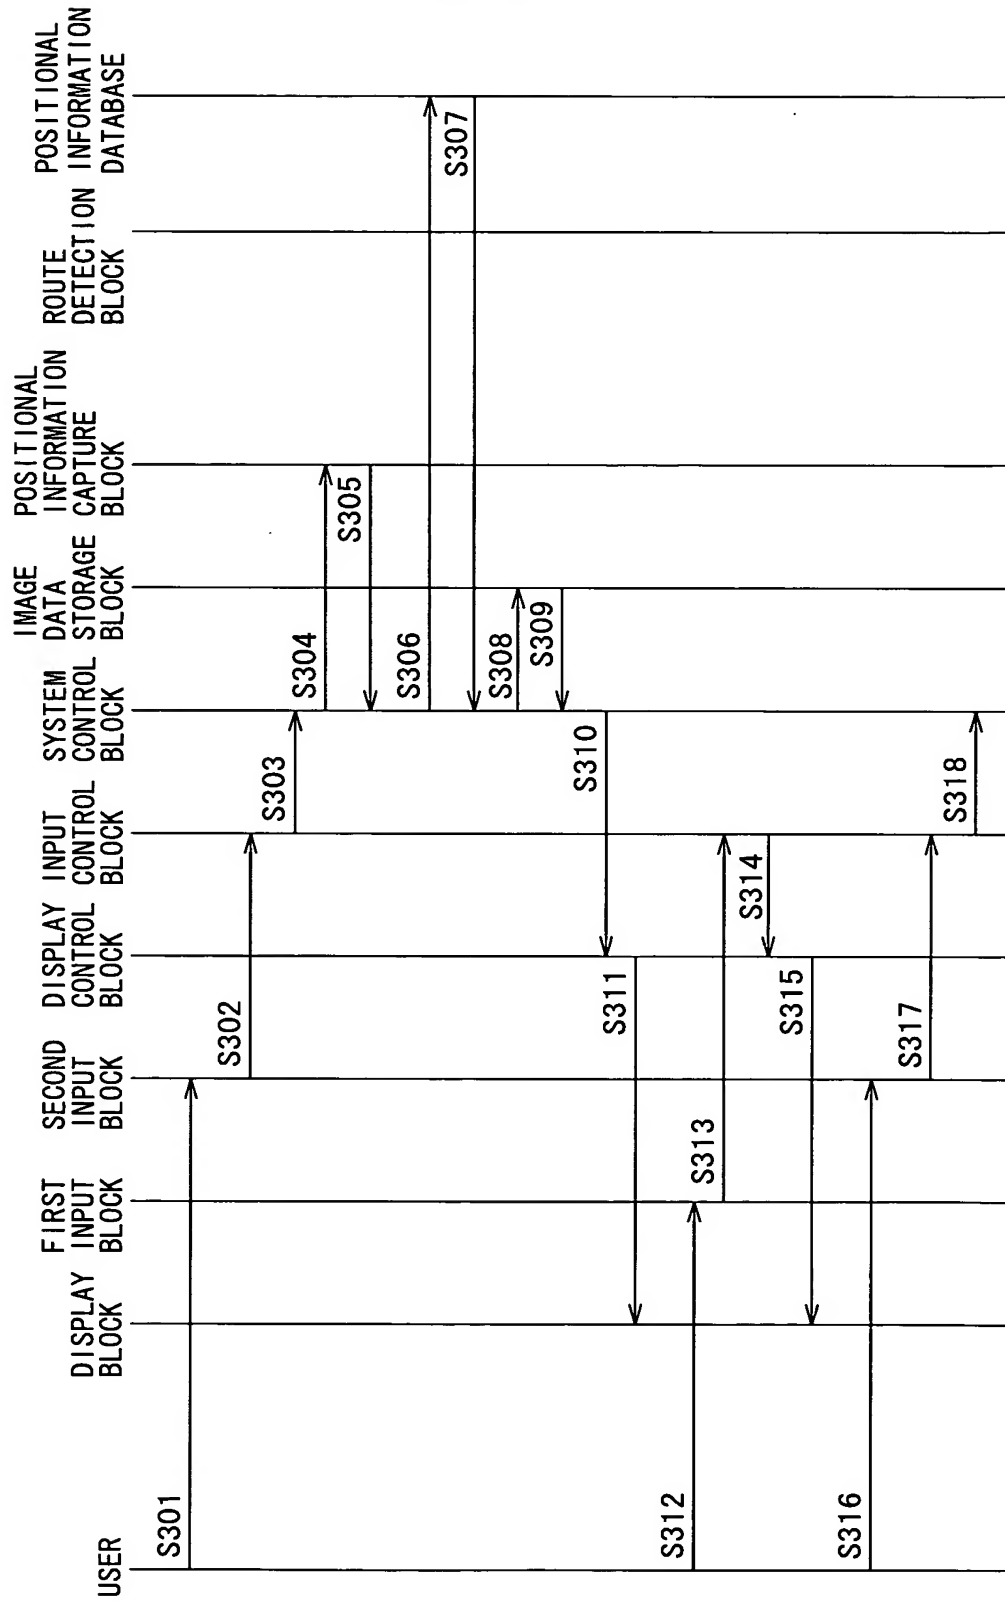 USER
DISPLAY
BLOCK
FIRST
INPUT
BLOCK
SECOND
INPUT
BLOCK
DISPLAY
CONTROL
BLOCK
INPUT
CONTROL
BLOCK
SYSTEM
CONTROL
BLOCK
IMAGE
DATA
STORAGE
BLOCK
POSITIONAL
INFORMATION
CAPTURE
BLOCK
ROUTE
DETECTION
BLOCK
POSITIONAL
INFORMATION
DATABASE
S301
S302
S303
S304
S305
S306
S307
S308
S309
S310
S311
S312
S313
S314
S315
S316
S317
S318